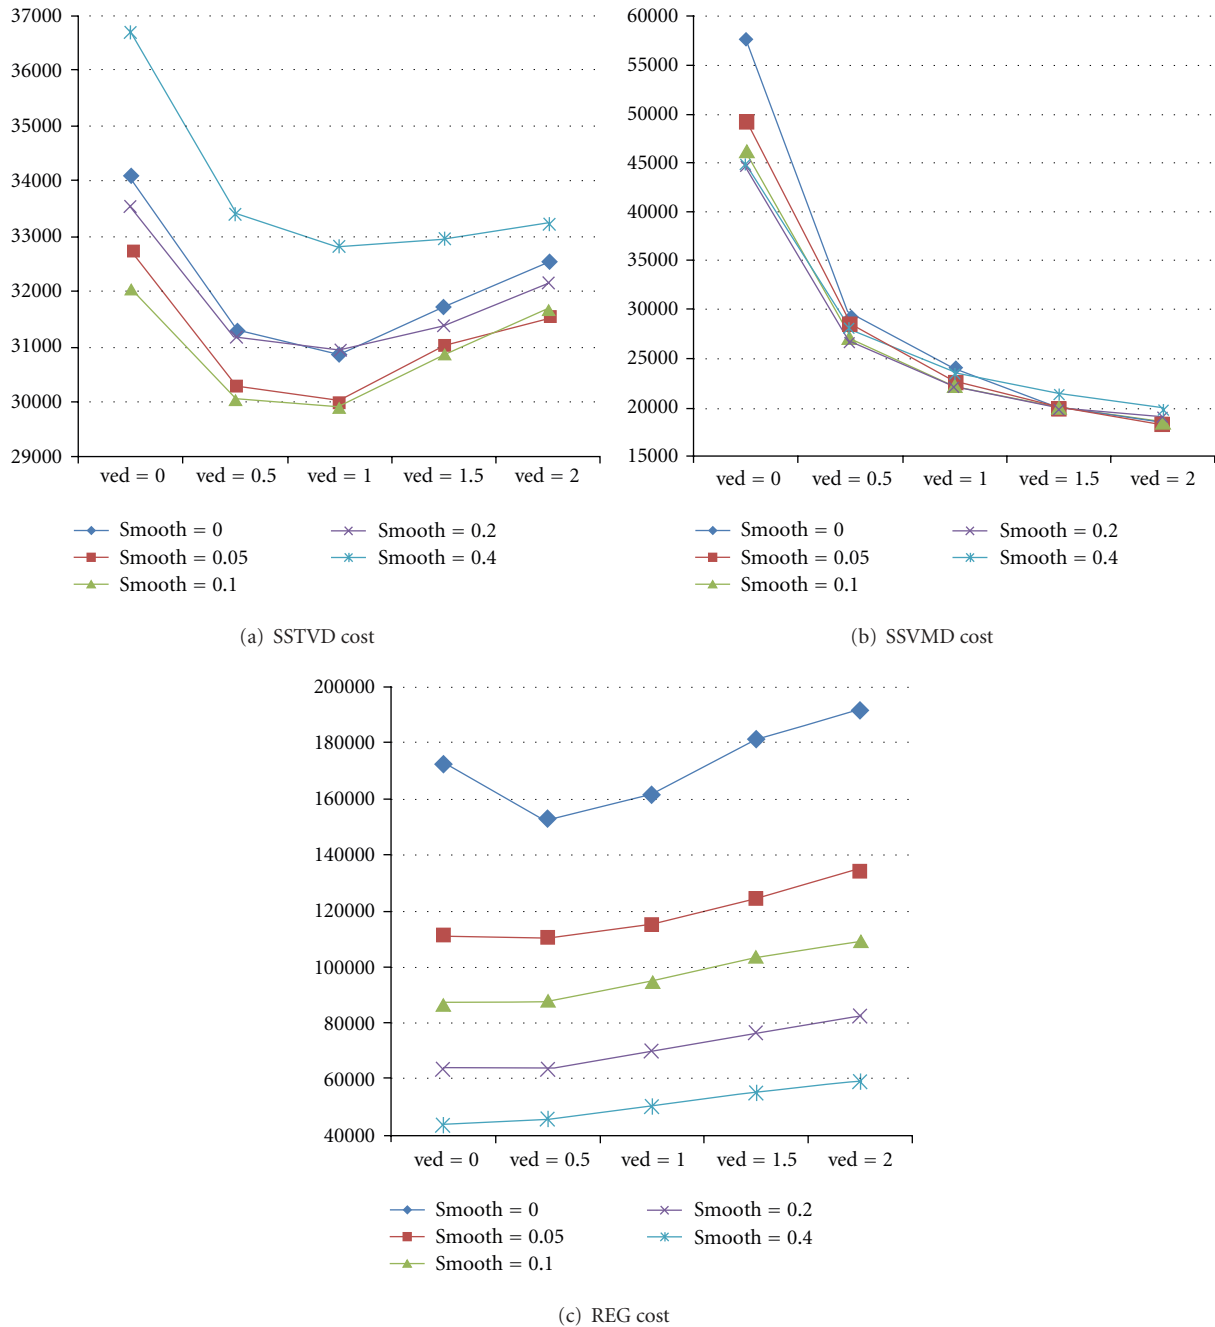 37000
36000
35000
34000
33000
32000
31000
30000
29000
ved = 0 ved = 0.5 ved = 1 ved = 1.5 ved = 2
Smooth = 0
Smooth = 0.05
Smooth = 0.1
Smooth = 0.2
Smooth = 0.4
(a) SSTVD cost
60000
55000
50000
45000
40000
35000
30000
25000
20000
15000
ved = 0 ved = 0.5 ved = 1 ved = 1.5 ved = 2
Smooth = 0
Smooth = 0.05
Smooth = 0.1
Smooth = 0.2
Smooth = 0.4
(b) SSVMD cost
200000
180000
160000
140000
120000
100000
80000
60000
40000
ved = 0 ved = 0.5 ved = 1 ved = 1.5 ved = 2
Smooth = 0
Smooth = 0.05
Smooth = 0.1
Smooth = 0.2
Smooth = 0.4
(c) REG cost